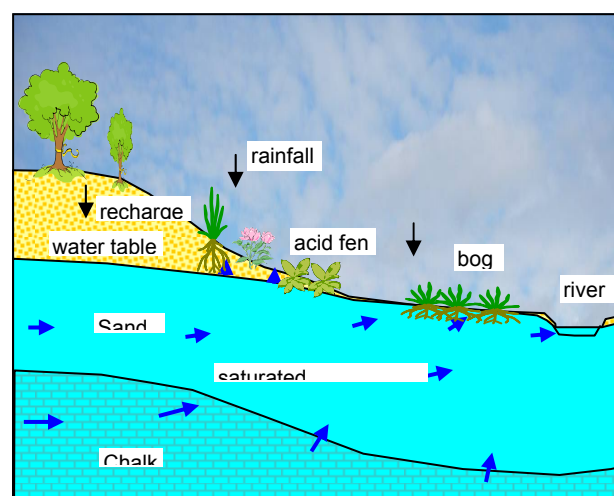 rainfall
recharge
water table
acid fen
bog
river
Sand
saturated
Chalk